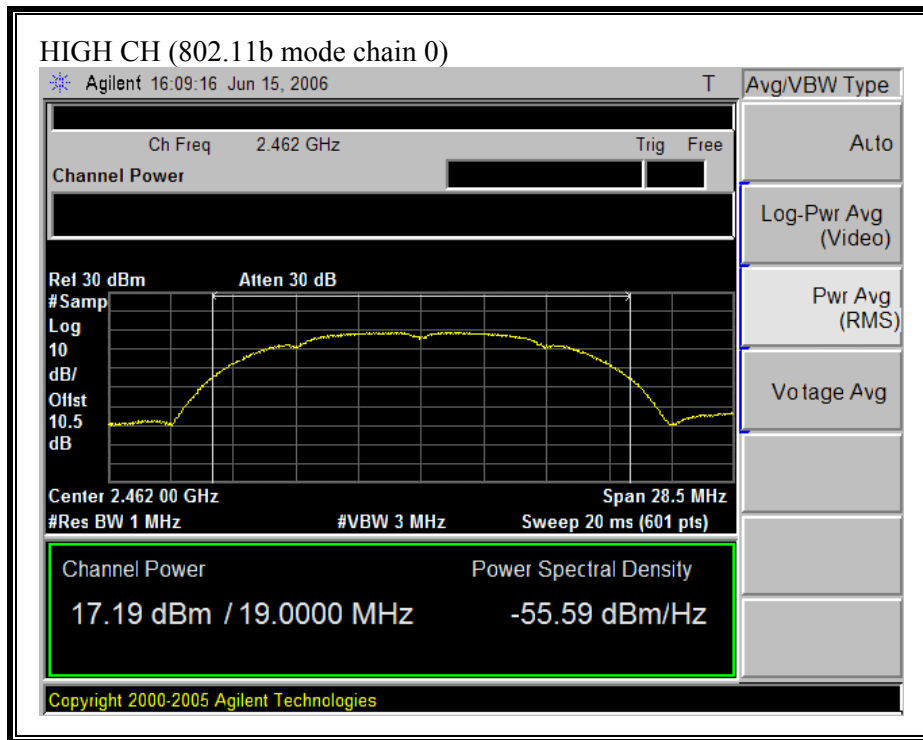 HIGH CH (802.11b mode chain 0)
Agilent 16:09:16 Jun 15, 2006 T
Avg/VBW Type
Ch Freq 2.462 GHz Trig Free
Channel Power
Auto
Log-Pwr Avg
(Video)
Pwr Avg
(RMS)
Voltage Avg
Ref 30 dBm Atten 30 dB
#Samp
Log
10
dB/
Offst
10.5
dB
Center 2.462 00 GHz Span 28.5 MHz
#Res BW 1 MHz #VBW 3 MHz Sweep 20 ms (601 pts)
Channel Power Power Spectral Density
17.19 dBm / 19.0000 MHz -55.59 dBm/Hz
Copyright 2000-2005 Agilent Technologies